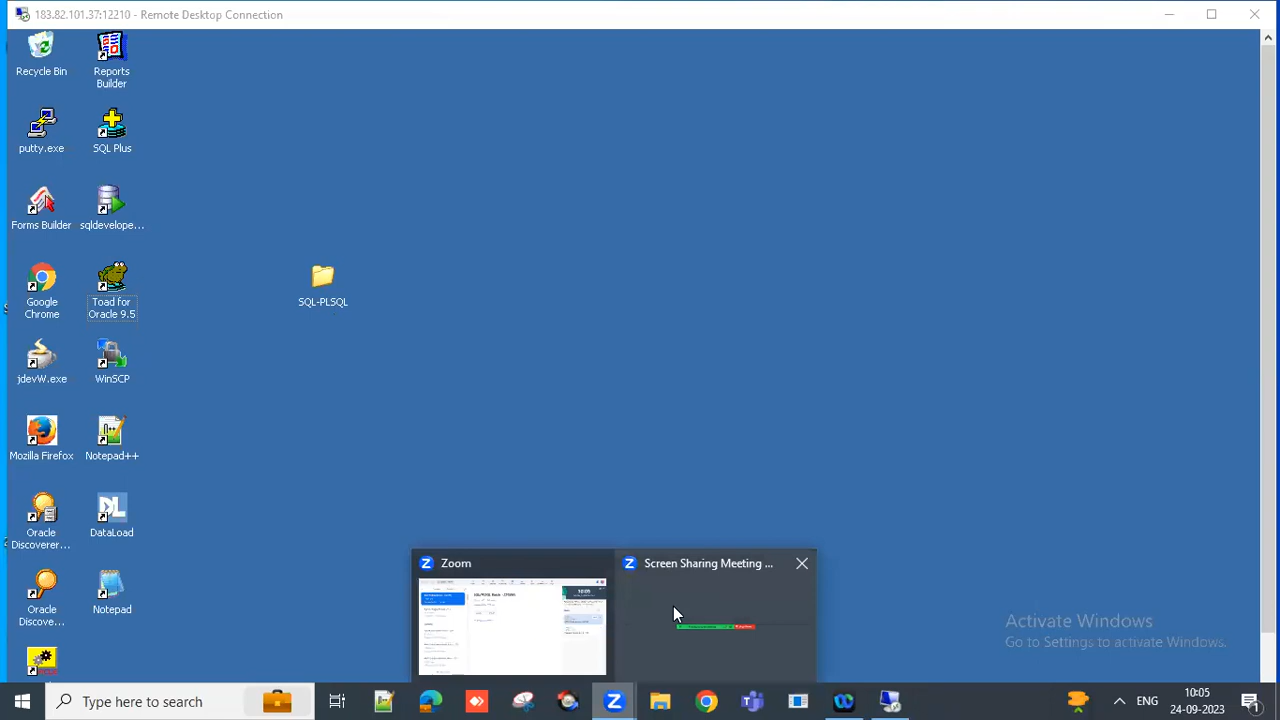 183.82.101.37:12210 - Remote Desktop Connection
Recycle Bin
Reports
Builder
putty.exe
SQL Plus
Forms Builder
sqldevelope...
Google
Chrome
Toad for
Oracle 9.5
SQL-PLSQL
jdevW.exe
WinSCP
Mozilla Firefox
Notepad++
Oracle
Discoverer...
DataLoad
Oracle
Notepad
Zoom
Screen Sharing Meeting ...
Activate Windows
Go to Settings to activate Windows.
Type here to search
ENG
10:05
24-09-2023
1